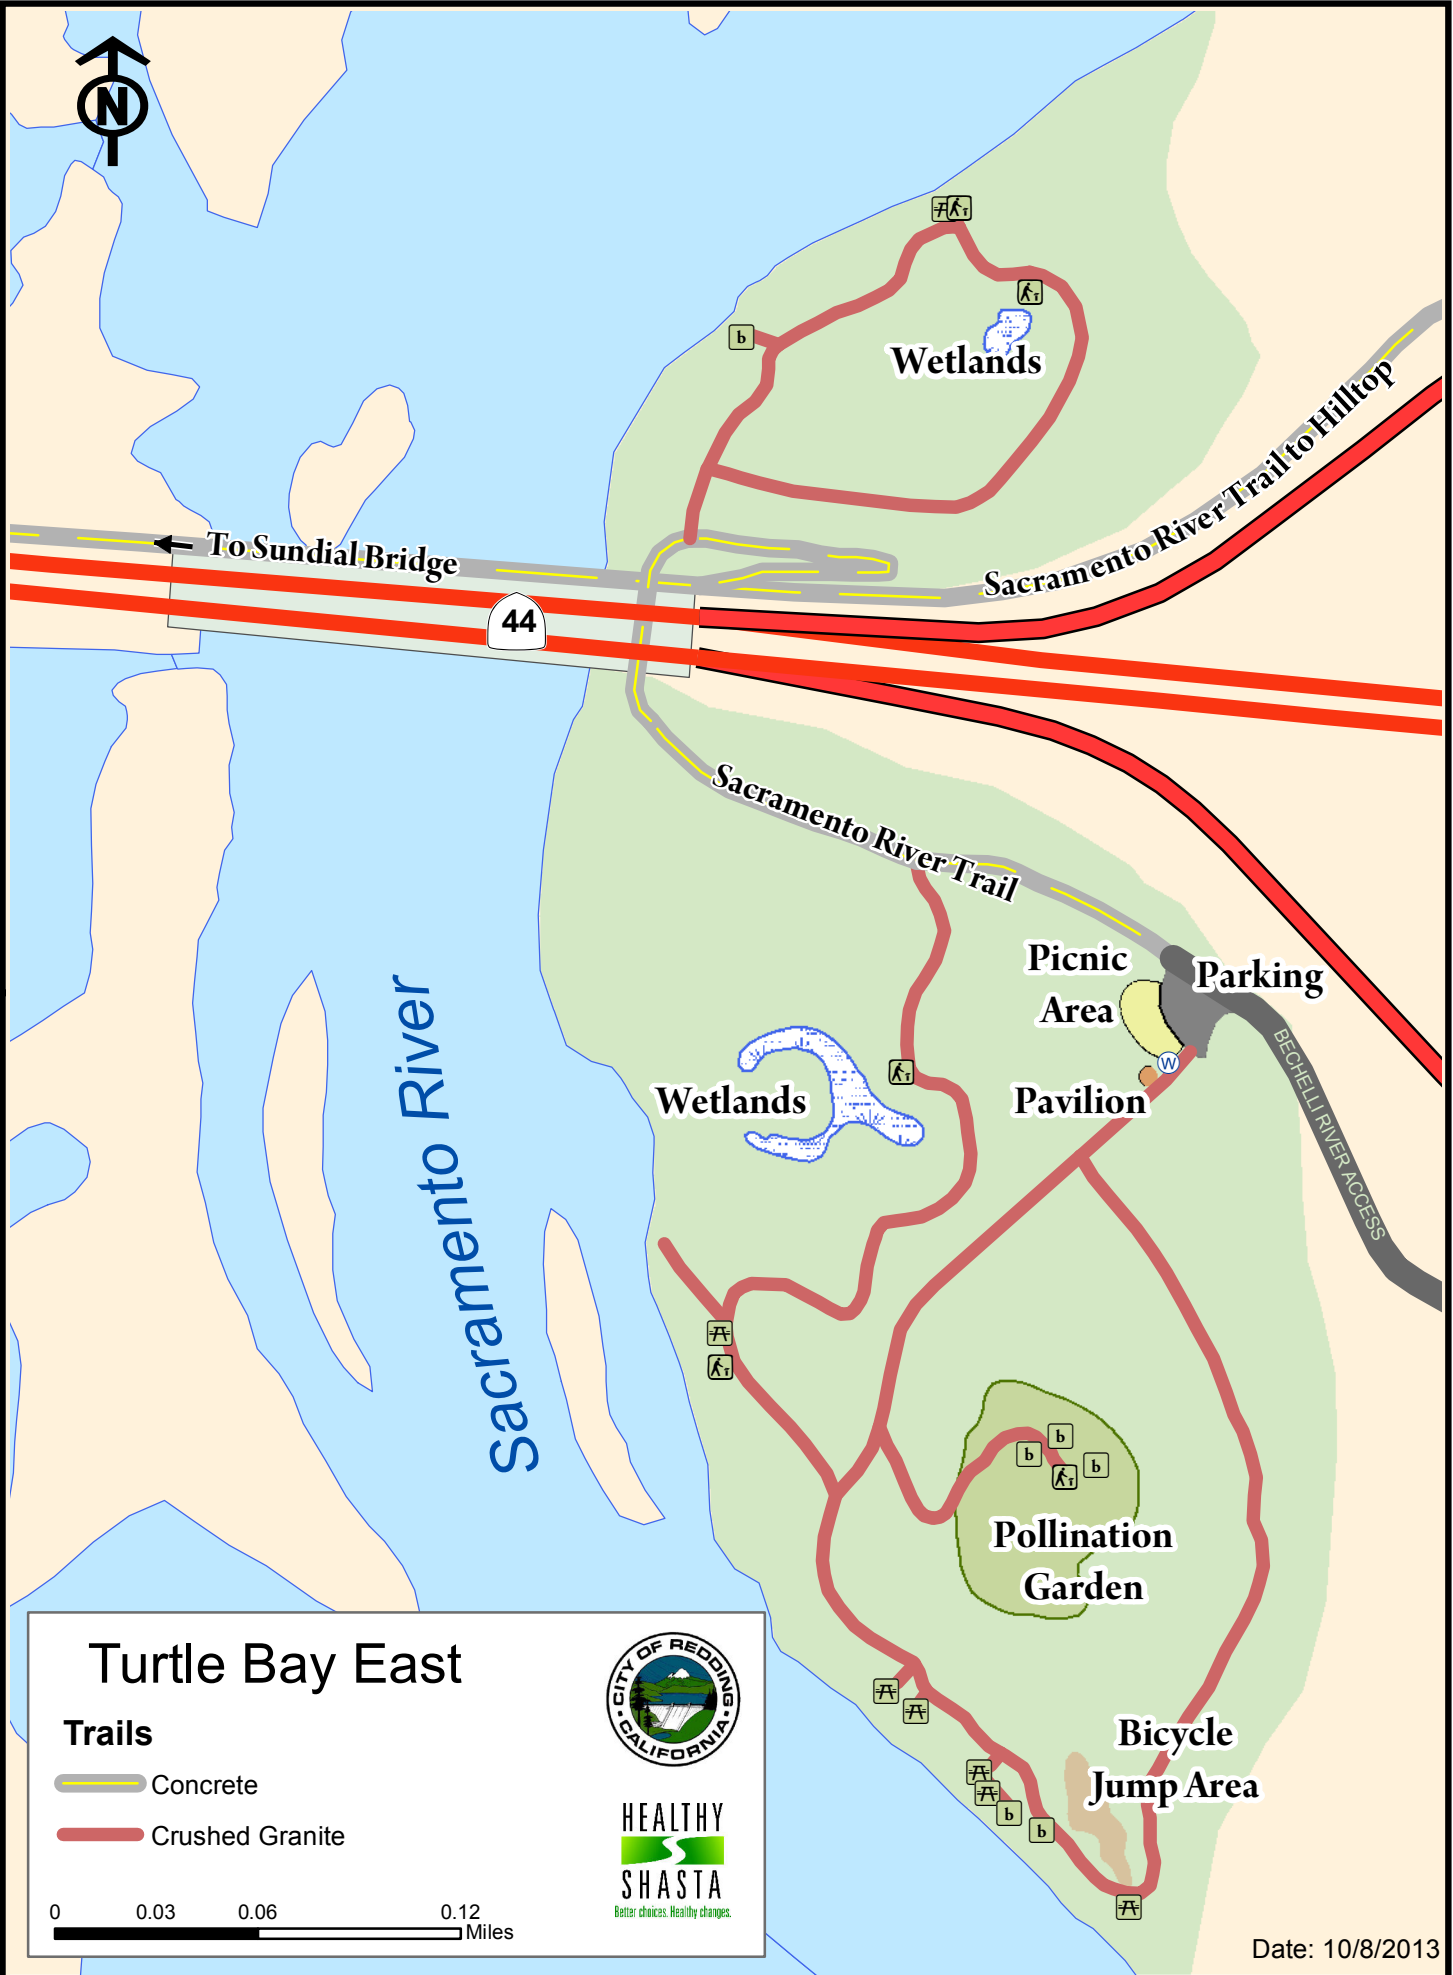 N
Wetlands
b
Sacramento River Trail to Hilltop
To Sundial Bridge
44
Sacramento River Trail
Picnic
Area
Parking
W
Pavilion
BECHELLI RIVER ACCESS
Wetlands
Sacramento River
b
b
b
Pollination
Garden
Bicycle
Jump Area
b
b
Turtle Bay East
Trails
Concrete
Crushed Granite
0 0.03 0.06 0.12
Miles
CITY OF REDDING
CALIFORNIA
HEALTHY
SHASTA
Better choices. Healthy changes.
Date: 10/8/2013